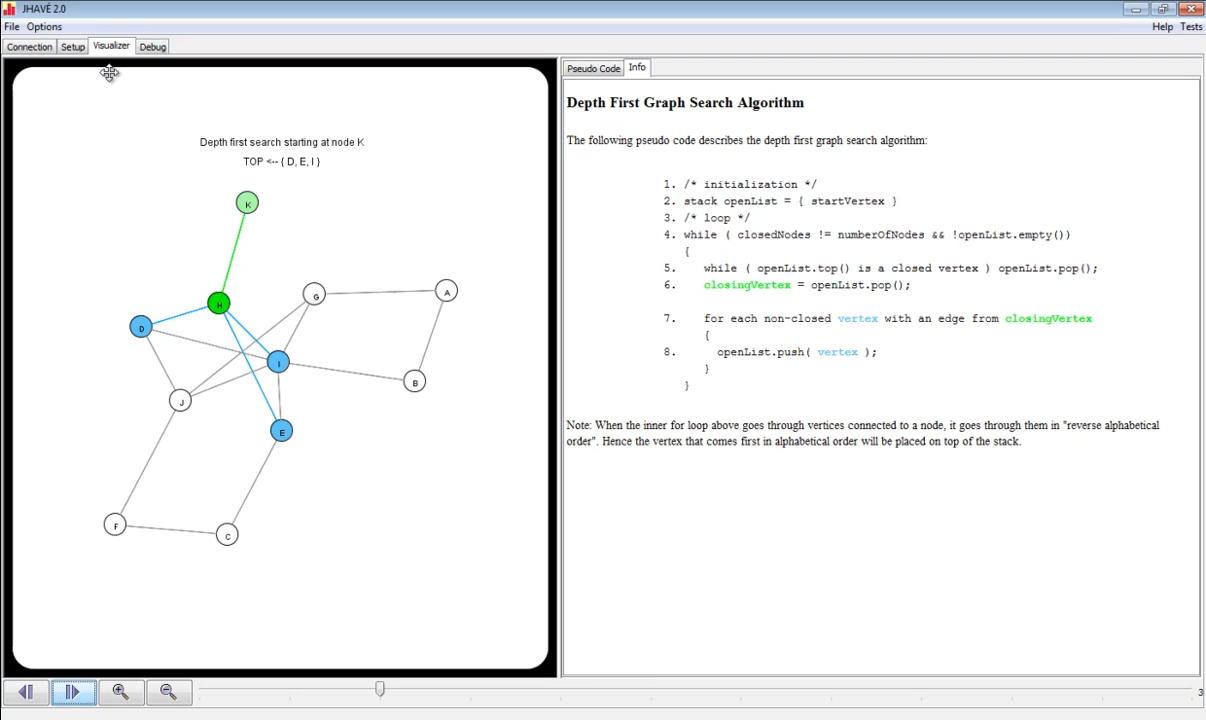 JHAVÉ 2.0
File Options
Help Tests
Connection Setup Visualizer Debug
Pseudo Code Info
Depth First Graph Search Algorithm
The following pseudo code describes the depth first graph search algorithm:
1. /* initialization */
2. stack openList = { startVertex }
3. /* loop */
4. while ( closedNodes != numberOfNodes && !openList.empty())
{
5. while ( openList.top() is a closed vertex ) openList.pop();
6. closingVertex = openList.pop();
7. for each non-closed vertex with an edge from closingVertex
{
8. openList.push( vertex );
}
}
Note: When the inner for loop above goes through vertices connected to a node, it goes through them in "reverse alphabetical
order". Hence the vertex that comes first in alphabetical order will be placed on top of the stack.
Depth first search starting at node K
TOP <-- { D, E, I }
K
H
G
A
D
I
B
J
E
F
C
3